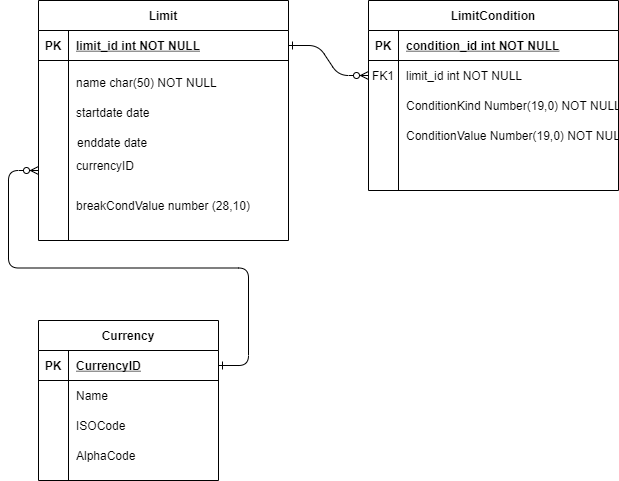 Limit
PK limit_id int NOT NULL
name char(50) NOT NULL
startdate date
enddate date
currencyID
breakCondValue number (28,10)
LimitCondition
PK condition_id int NOT NULL
FK1 limit_id int NOT NULL
ConditionKind Number(19,0) NOT NULL
ConditionValue Number(19,0) NOT NUL
Currency
PK CurrencyID
Name
ISOCode
AlphaCode